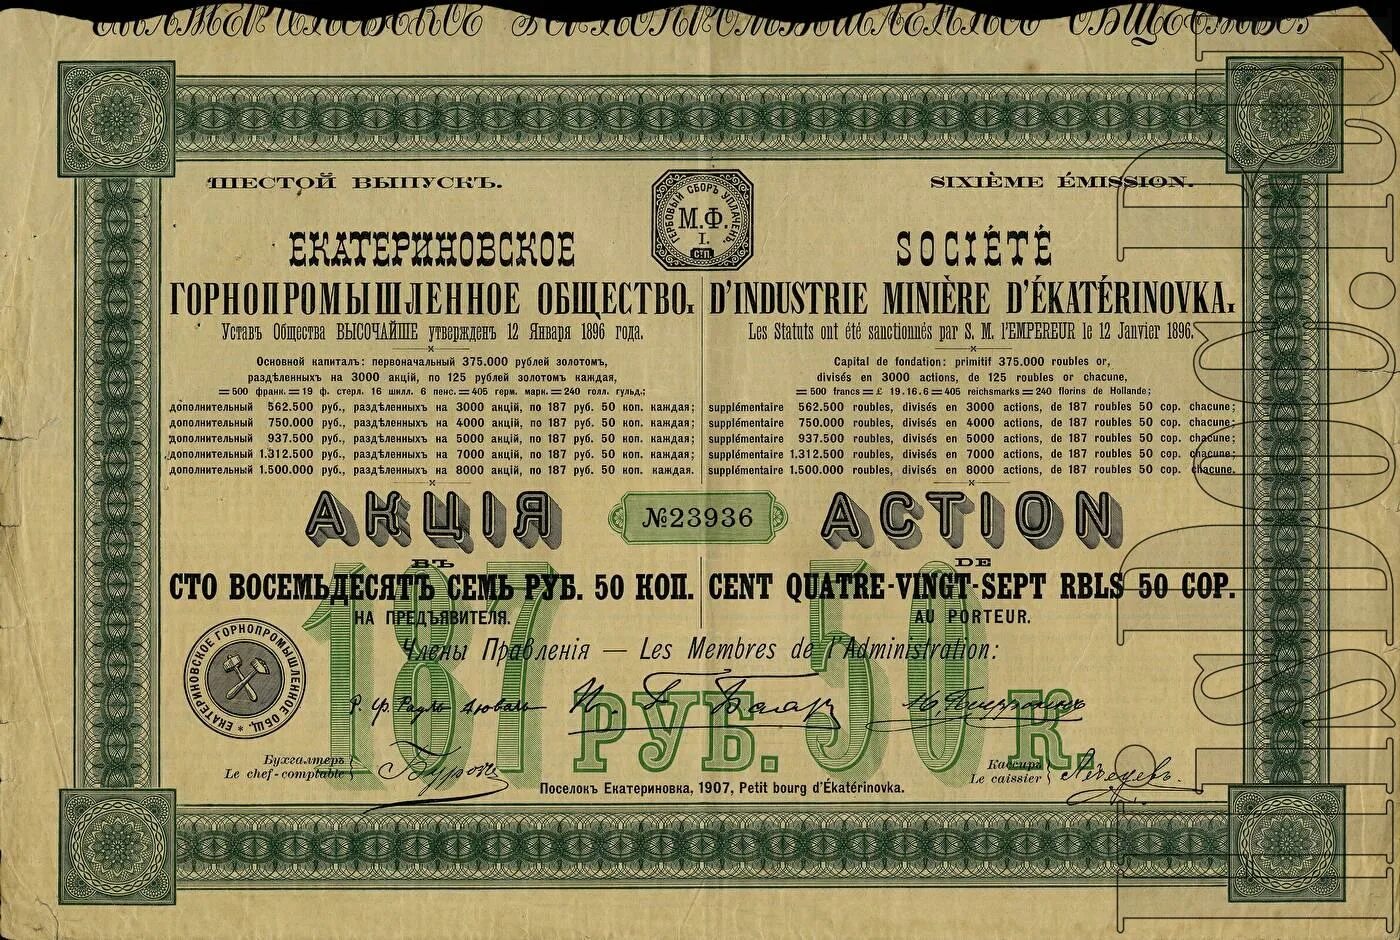 ЕКАТЕРИНОВСКОЕ ГОРНОПРОМЫШЛЕННОЕ ОБЩЕСТВО
ШЕСТОЙ ВЫПУСКЪ.
ГЕРБОВЫЙ СБОРЪ УПЛАЧЕНЪ.
М.Ф.
I.
С.П.
ЕКАТЕРИНОВСКОЕ
ГОРНОПРОМЫШЛЕННОЕ ОБЩЕСТВО.
Уставъ Общества ВЫСОЧАЙШЕ утвержденъ 12 Января 1896 года.
Основной капиталъ: первоначальный 375.000 рублей золотомъ,
раздѣленныхъ на 3000 акцій, по 125 рублей золотомъ каждая,
=500 франк.=19 ф. стерл. 16 шилл. 6 пенс.=405 герм. марк.=240 голл. гульд.;
дополнительный 562.500 руб., раздѣленныхъ на 3000 акцій, по 187 руб. 50 коп. каждая;
дополнительный 750.000 руб., раздѣленныхъ на 4000 акцій, по 187 руб. 50 коп. каждая;
дополнительный 937.500 руб., раздѣленныхъ на 5000 акцій, по 187 руб. 50 коп. каждая;
дополнительный 1.312.500 руб., раздѣленныхъ на 7000 акцій, по 187 руб. 50 коп. каждая;
дополнительный 1.500.000 руб., раздѣленныхъ на 8000 акцій, по 187 руб. 50 коп. каждая.
АКЦІЯ
ВЪ
СТО ВОСЕМЬДЕСЯТЪ СЕМЬ РУБ. 50 КОП.
НА ПРЕДЪЯВИТЕЛЯ.
SIXIÈME ÉMISSION.
SOCIÉTÉ
D'INDUSTRIE MINIÈRE D'ÉKATÉRINOVKA.
Les Statuts ont été sanctionnés par S. M. l'EMPEREUR le 12 Janvier 1896.
Capital de fondation: primitif 375.000 roubles or,
divisés en 3000 actions, de 125 roubles or chacune,
=500 francs=£ 19.16.6=405 reichsmarks=240 florins de Hollande;
supplémentaire 562.500 roubles, divisés en 3000 actions, de 187 roubles 50 cop. chacune;
supplémentaire 750.000 roubles, divisés en 4000 actions, de 187 roubles 50 cop. chacune;
supplémentaire 937.500 roubles, divisés en 5000 actions, de 187 roubles 50 cop. chacune;
supplémentaire 1.312.500 roubles, divisés en 7000 actions, de 187 roubles 50 cop. chacune;
supplémentaire 1.500.000 roubles, divisés en 8000 actions, de 187 roubles 50 cop. chacune.
№23936
ACTION
DE
CENT QUATRE-VINGT-SEPT RBLS 50 COP.
AU PORTEUR.
187 РУБ. 50 К.
Члены Правленія — Les Membres de l'Administration:
ЕКАТЕРИНОВСКОЕ ГОРНОПРОМЫШЛЕННОЕ ОБЩ.
Бухгалтеръ
Le chef-comptable
Кассиръ
Le caissier
Поселокъ Екатериновка, 1907, Petit bourg d'Ékatérinovka.